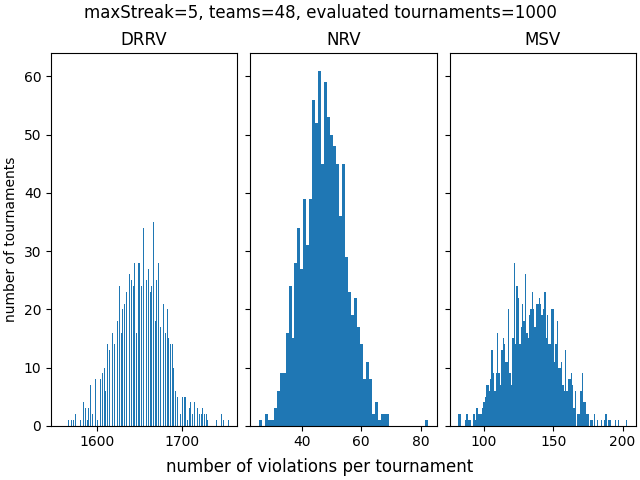 maxStreak=5, teams=48, evaluated tournaments=1000
DRRV NRV MSV
number of tournaments
60
50
40
30
20
10
0
1600 1700 40 60 80 100 150 200
number of violations per tournament